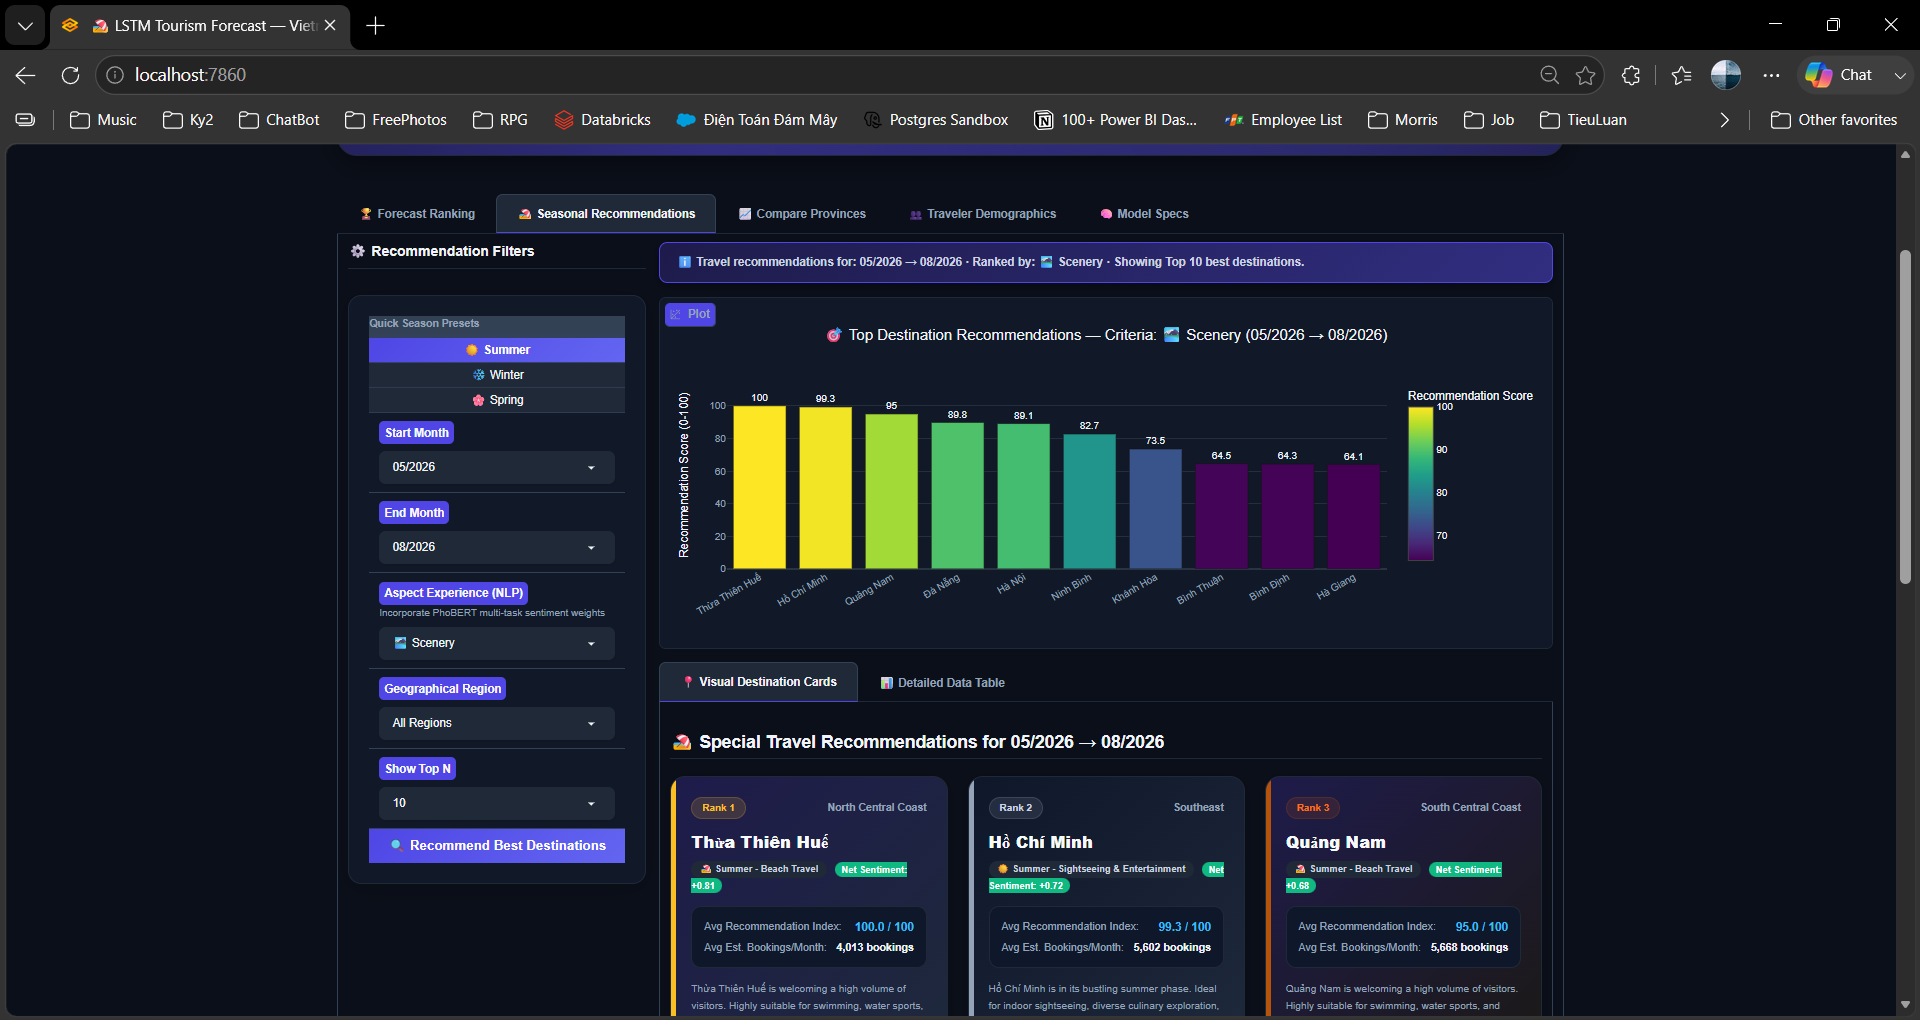 LSTM Tourism Forecast — Viet
localhost:7860
Chat
Music
Ky2
ChatBot
FreePhotos
RPG
Databricks
Điện Toán Đám Mây
Postgres Sandbox
100+ Power BI Das...
Employee List
Morris
Job
TieuLuan
Other favorites
Forecast Ranking
Seasonal Recommendations
Compare Provinces
Traveler Demographics
Model Specs
Recommendation Filters
Quick Season Presets
Summer
Winter
Spring
Start Month
05/2026
End Month
08/2026
Aspect Experience (NLP)
Incorporate PhoBERT multi-task sentiment weights
Scenery
Geographical Region
All Regions
Show Top N
10
Recommend Best Destinations
Travel recommendations for: 05/2026 → 08/2026 · Ranked by: Scenery · Showing Top 10 best destinations.
Plot
Top Destination Recommendations — Criteria: Scenery (05/2026 → 08/2026)
Recommendation Score (0-100)
100
80
60
40
20
0
100
99.3
95
89.8
89.1
82.7
73.5
64.5
64.3
64.1
Thừa Thiên Huế
Hồ Chí Minh
Quảng Nam
Đà Nẵng
Hà Nội
Ninh Bình
Khánh Hòa
Bình Thuận
Bình Định
Hà Giang
Recommendation Score
100
90
80
70
Visual Destination Cards
Detailed Data Table
Special Travel Recommendations for 05/2026 → 08/2026
Rank 1
North Central Coast
Thừa Thiên Huế
Summer - Beach Travel
Net Sentiment:
+0.81
Avg Recommendation Index: 100.0 / 100
Avg Est. Bookings/Month: 4,013 bookings
Thừa Thiên Huế is welcoming a high volume of
visitors. Highly suitable for swimming, water sports,
Rank 2
Southeast
Hồ Chí Minh
Summer - Sightseeing & Entertainment
Net
Sentiment: +0.72
Avg Recommendation Index: 99.3 / 100
Avg Est. Bookings/Month: 5,602 bookings
Hồ Chí Minh is in its bustling summer phase. Ideal
for indoor sightseeing, diverse culinary exploration,
Rank 3
South Central Coast
Quảng Nam
Summer - Beach Travel
Net Sentiment:
+0.68
Avg Recommendation Index: 95.0 / 100
Avg Est. Bookings/Month: 5,668 bookings
Quảng Nam is welcoming a high volume of visitors.
Highly suitable for swimming, water sports, and